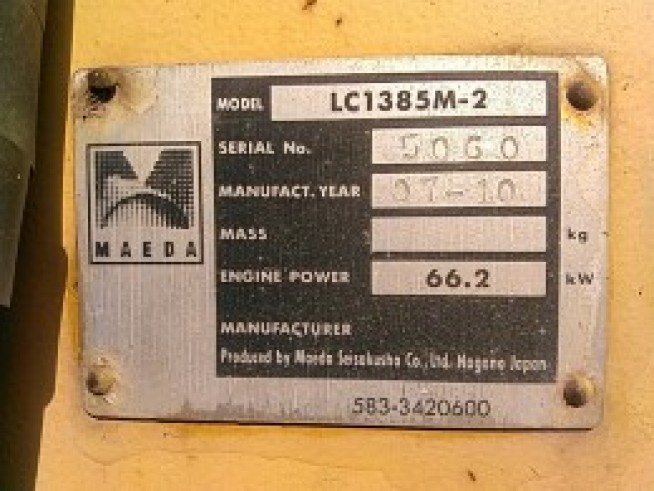 MODEL LC1385M-2
SERIAL No. 5060
MANUFACT. YEAR 07-10
MAEDA
MASS kg
ENGINE POWER 66.2 kW
MANUFACTURER
Produced by Maeda Seisakusho Co., Ltd. Nagano Japan
583-3420600